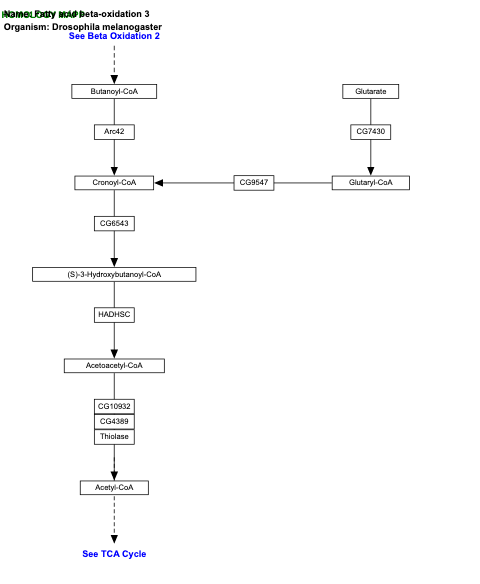 Name: Fatty acid beta-oxidation 3
Organism: Drosophila melanogaster
See Beta Oxidation 2
Butanoyl-CoA
Glutarate
Arc42
CG7430
Cronoyl-CoA
CG9547
Glutaryl-CoA
CG6543
(S)-3-Hydroxybutanoyl-CoA
HADHSC
Acetoacetyl-CoA
CG10932
CG4389
Thiolase
Acetyl-CoA
See TCA Cycle